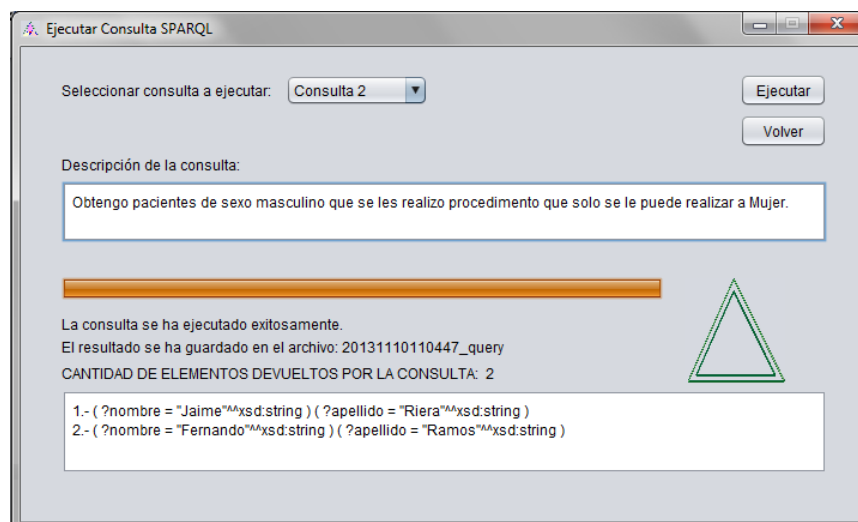 Ejecutar Consulta SPARQL
Seleccionar consulta a ejecutar: Consulta 2 Ejecutar
Volver
Descripción de la consulta:
Obtengo pacientes de sexo masculino que se les realizo procedimento que solo se le puede realizar a Mujer.
La consulta se ha ejecutado exitosamente.
El resultado se ha guardado en el archivo: 20131110110447_query
CANTIDAD DE ELEMENTOS DEVUELTOS POR LA CONSULTA: 2
1.- ( ?nombre = "Jaime"^^xsd:string ) ( ?apellido = "Riera"^^xsd:string )
2.- ( ?nombre = "Fernando"^^xsd:string ) ( ?apellido = "Ramos"^^xsd:string )